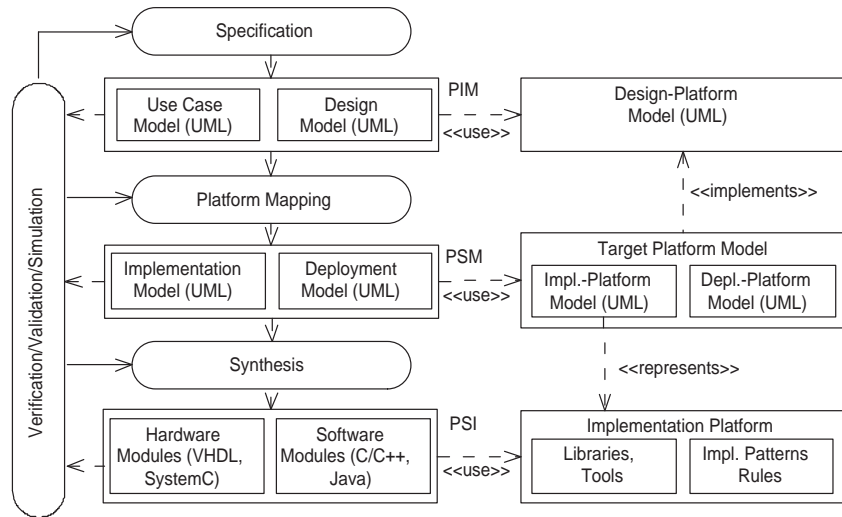 Specification
Use Case
Model (UML)
Design
Model (UML)
PIM
<<use>>
Design-Platform
Model (UML)
Platform Mapping
<<implements>>
Verification/Validation/Simulation
Implementation
Model (UML)
Deployment
Model (UML)
PSM
<<use>>
Target Platform Model
Impl.-Platform
Model (UML)
Depl.-Platform
Model (UML)
Synthesis
<<represents>>
Hardware
Modules (VHDL,
SystemC)
Software
Modules (C/C++,
Java)
PSI
<<use>>
Implementation Platform
Libraries,
Tools
Impl. Patterns
Rules